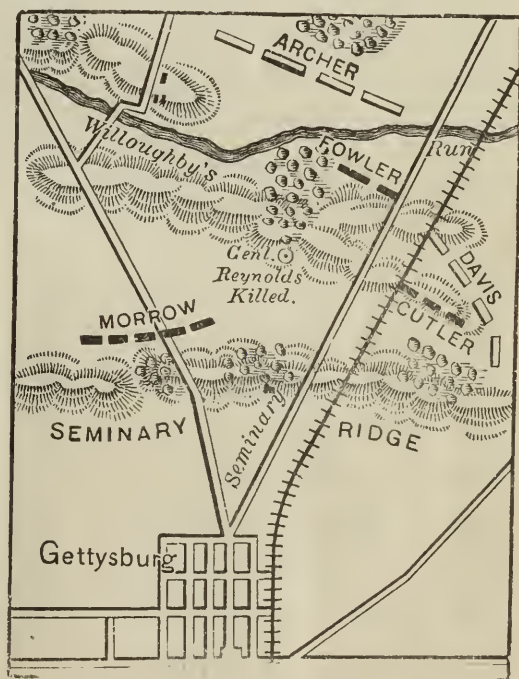 ARCHER
Willoughby's
Run
FOWLER
Genl.
Reynolds
Killed.
DAVIS
CUTLER
MORROW
SEMINARY
RIDGE
Seminary
Gettysburg